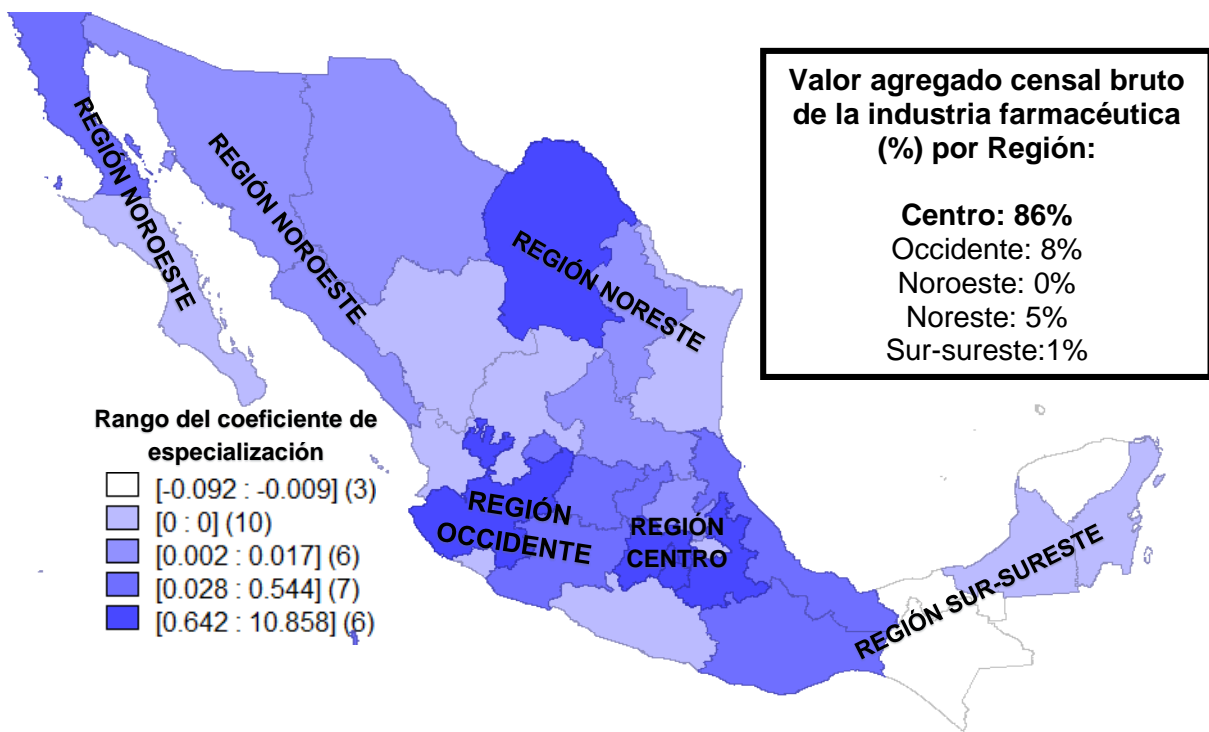 Valor agregado censal bruto
de la industria farmacéutica
(%) por Región:
Centro: 86%
Occidente: 8%
Noroeste: 0%
Noreste: 5%
Sur-sureste:1%
REGIÓN NOROESTE
REGIÓN NOROESTE
REGIÓN NORESTE
Rango del coeficiente de
especialización
[-0.092 : -0.009] (3)
[0 : 0] (10)
[0.002 : 0.017] (6)
[0.028 : 0.544] (7)
[0.642 : 10.858] (6)
REGIÓN
OCCIDENTE
REGIÓN
CENTRO
REGIÓN SUR-SURESTE